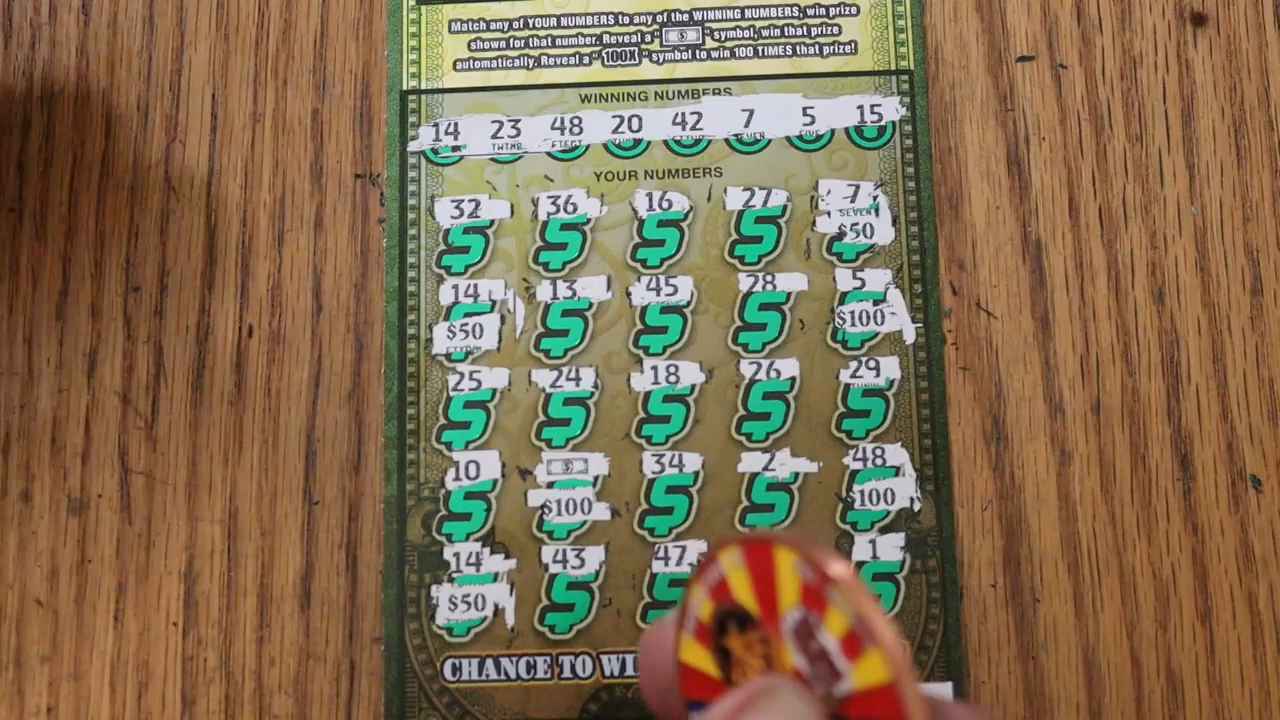 Match any of YOUR NUMBERS to any of the WINNING NUMBERS, win prize
shown for that number. Reveal a " $ " symbol, win that prize
automatically. Reveal a " 100X " symbol to win 100 TIMES that prize!
WINNING NUMBERS
14 23 48 20 42 7 5 15
YOUR NUMBERS
32 36 16 27 7
SEVEN
$50
14 13 45 28 5
$50 $100
25 24 18 26 29
10 $ 34 2 48
$100 $100
14 43 47 1
$50
CHANCE TO WI